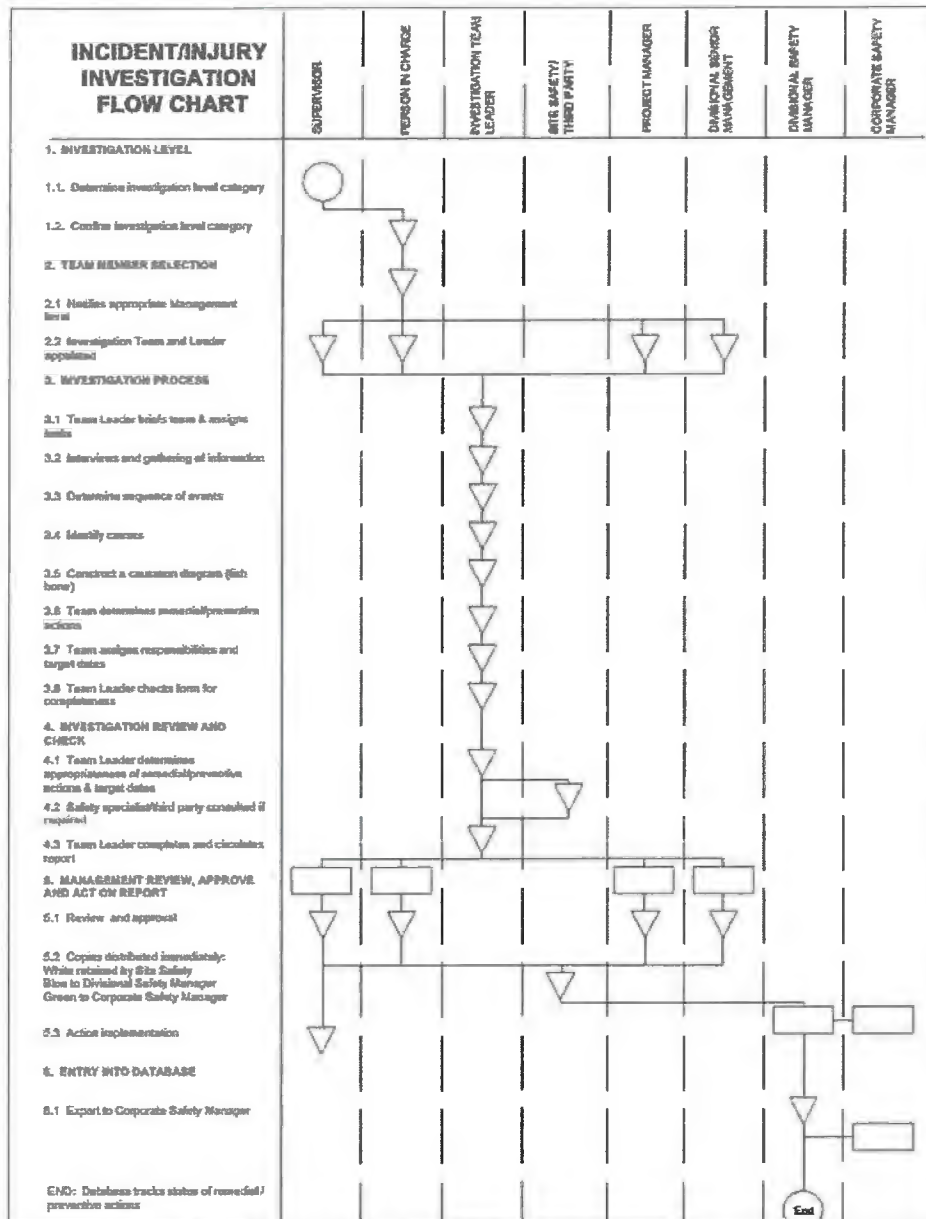 INCIDENT/INJURY
INVESTIGATION
FLOW CHART
SUPERVISOR
PERSON IN CHARGE
INVESTIGATION TEAM
LEADER
SITE SAFETY/
THIRD PARTY
PROJECT MANAGER
DIVISIONAL SENIOR
MANAGEMENT
DIVISIONAL SAFETY
MANAGER
CORPORATE SAFETY
MANAGER
1. INVESTIGATION LEVEL
1.1. Determine investigation level category
1.2. Confirm investigation level category
2. TEAM MEMBER SELECTION
2.1 Notifies appropriate Management
level
2.2 Investigation Team and Leader
appointed
3. INVESTIGATION PROCESS
3.1 Team Leader briefs team & assigns
tasks
3.2 Interviews and gathering of information
3.3 Determine sequence of events
3.4 Identify causes
3.5 Construct a causation diagram (fish
bone)
3.6 Team determines remedial/preventive
actions
3.7 Team assigns responsibilities and
target dates
3.8 Team Leader checks form for
completeness
4. INVESTIGATION REVIEW AND
CHECK
4.1 Team Leader determines
appropriateness of remedial/preventive
actions & target dates
4.2 Safety specialist/third party consulted if
required
4.3 Team Leader completes and circulates
report
5. MANAGEMENT REVIEW, APPROVE
AND ACT ON REPORT
5.1 Review and approval
5.2 Copies distributed immediately:
White retained by Site Safety
Blue to Divisional Safety Manager
Green to Corporate Safety Manager
5.3 Action implementation
6. ENTRY INTO DATABASE
6.1 Export to Corporate Safety Manager
END: Database tracks status of remedial/
preventive actions
End